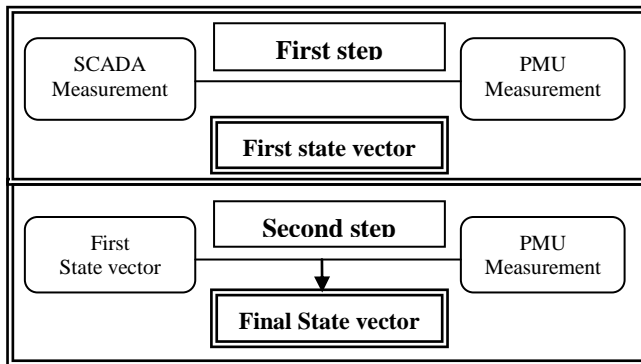 First step
SCADA
Measurement
PMU
Measurement
First state vector
Second step
First
State vector
PMU
Measurement
Final State vector